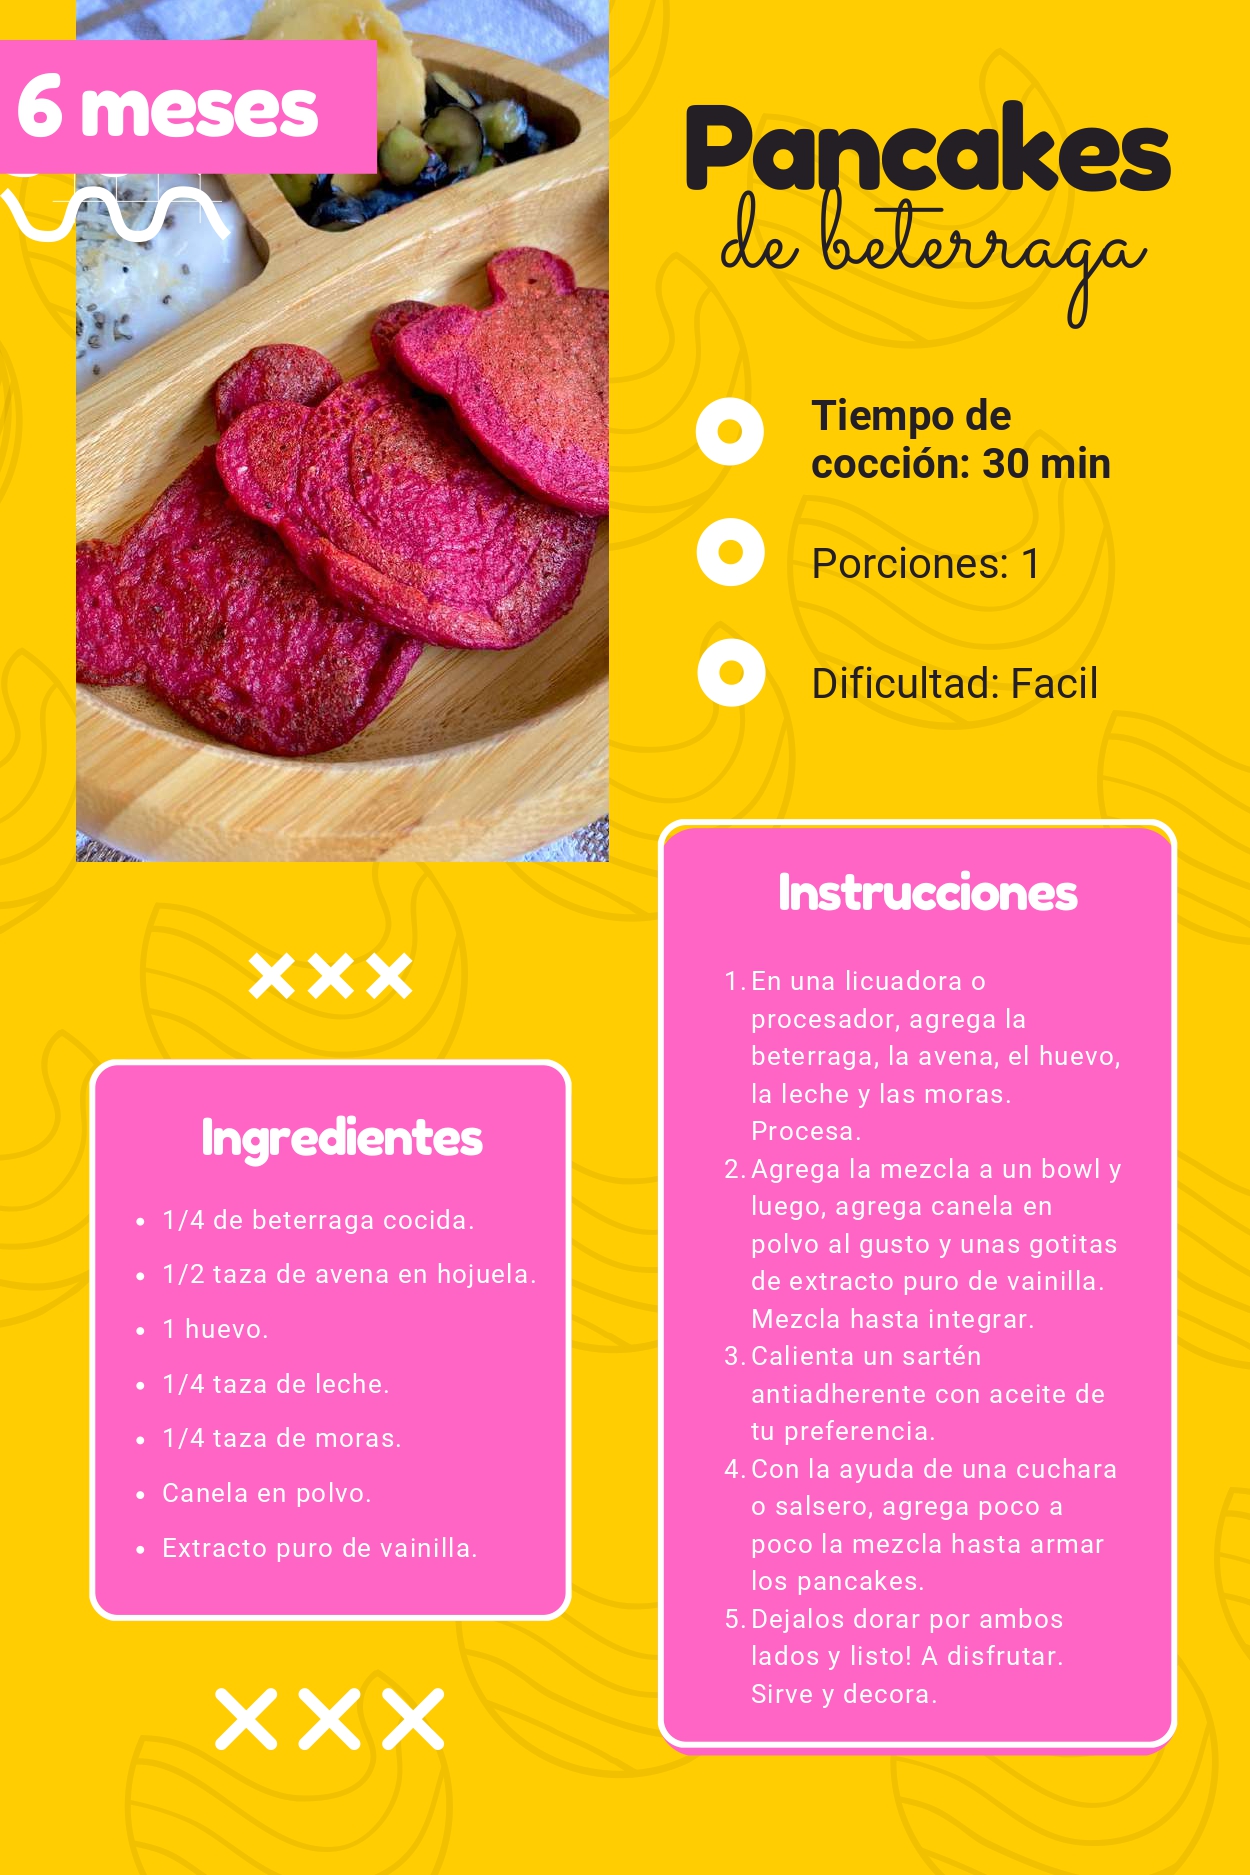 6 meses
Pancakes
de beterraga
Tiempo de
cocción: 30 min
Porciones: 1
Dificultad: Facil
Ingredientes
1/4 de beterraga cocida.
1/2 taza de avena en hojuela.
1 huevo.
1/4 taza de leche.
1/4 taza de moras.
Canela en polvo.
Extracto puro de vainilla.
Instrucciones
1. En una licuadora o
procesador, agrega la
beterraga, la avena, el huevo,
la leche y las moras.
Procesa.
2. Agrega la mezcla a un bowl y
luego, agrega canela en
polvo al gusto y unas gotitas
de extracto puro de vainilla.
Mezcla hasta integrar.
3. Calienta un sartén
antiadherente con aceite de
tu preferencia.
4. Con la ayuda de una cuchara
o salsero, agrega poco a
poco la mezcla hasta armar
los pancakes.
5. Dejalos dorar por ambos
lados y listo! A disfrutar.
Sirve y decora.